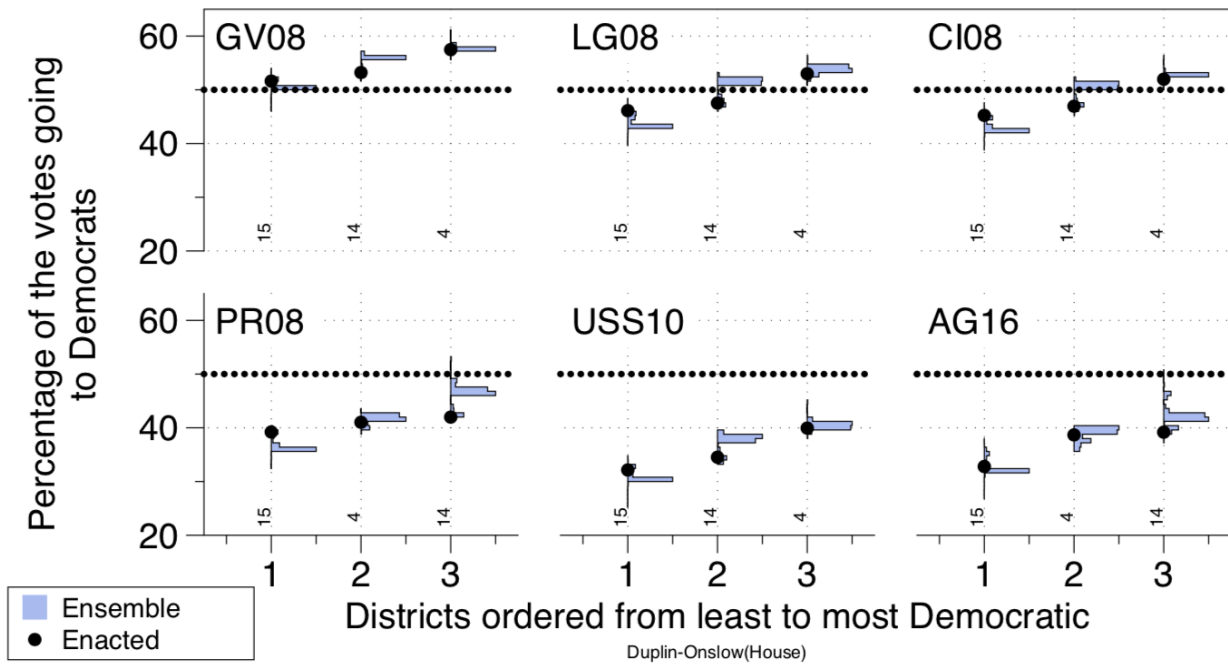 Percentage of the votes going
to Democrats
60
40
20
GV08
LG08
CI08
15
14
4
15
14
4
15
14
4
60
40
20
PR08
USS10
AG16
15
4
14
15
14
4
15
4
14
1
2
3
1
2
3
1
2
3
Ensemble
Enacted
Districts ordered from least to most Democratic
Duplin-Onslow(House)